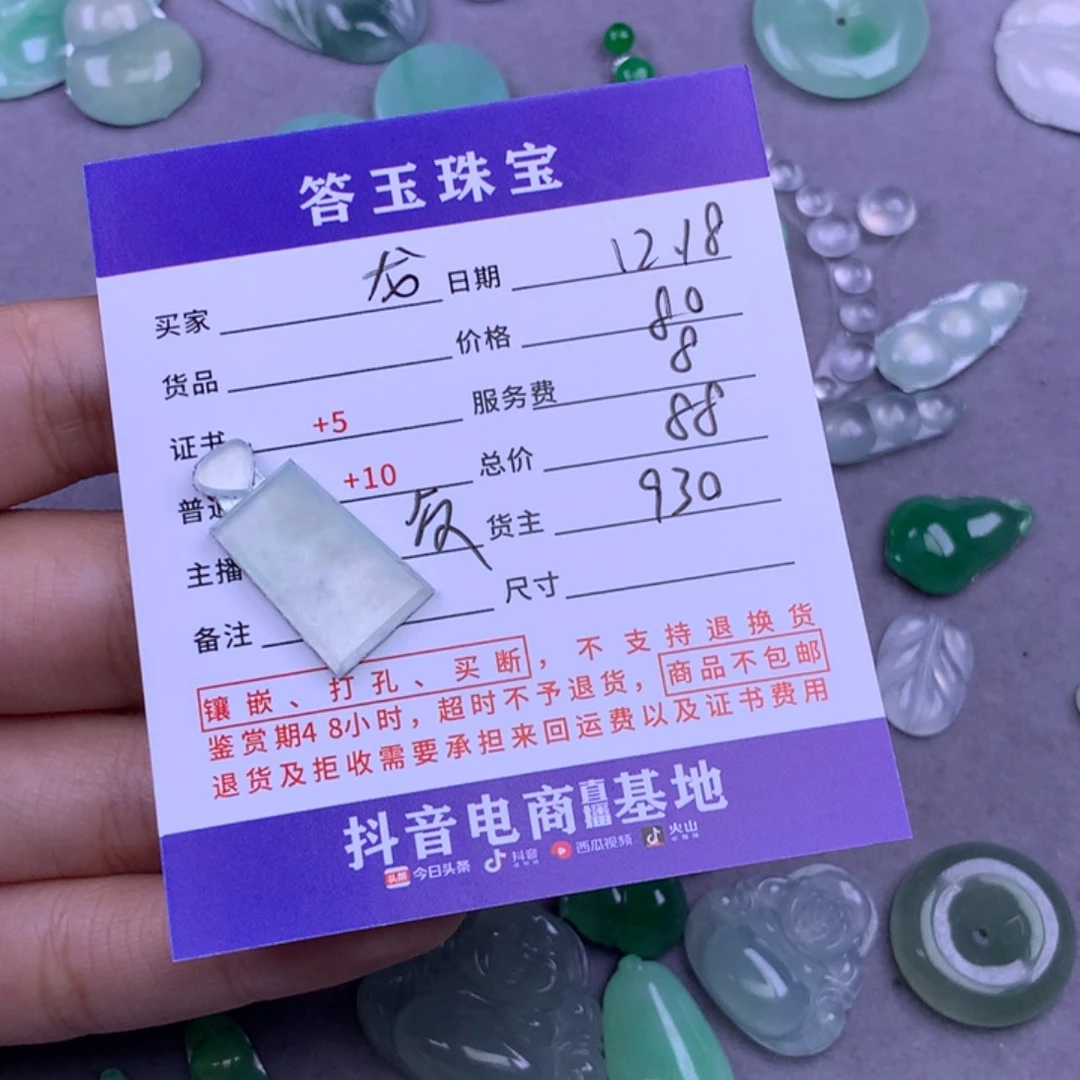 答玉珠宝
买家 龙 日期 12.18
货品 价格 80
证书 +5 服务费 8
普通 +10 总价 88
主播 货主 930
备注 尺寸
镶嵌、打孔、买断，不支持退换货
鉴赏期48小时，超时不予退货，商品不包邮
退货及拒收需要承担来回运费以及证书费用
抖音电商直播基地
头条 今日头条 抖音 西瓜视频 火山